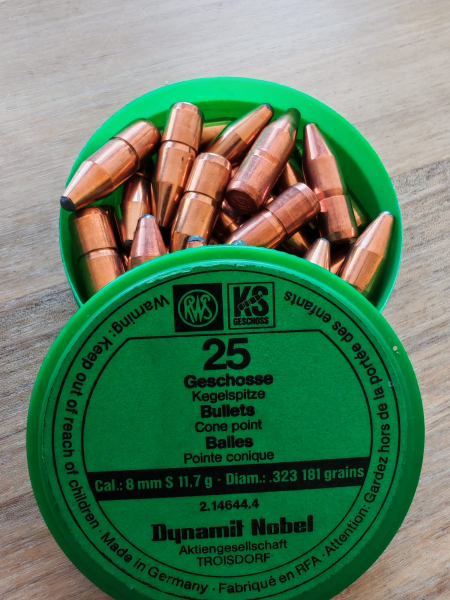 RWS
KS
GESCHOSS
25
Geschosse
Kegelspitze
Bullets
Cone point
Balles
Pointe conique
Cal.: 8 mm S 11.7 g · Diam.: .323 181 grains
2.14644.4
Dynamit Nobel
Aktiengesellschaft
TROISDORF
Warning: Keep out of reach of children · Made in Germany · Fabriqué en RFA · Attention: Gardez hors de la portée des enfants